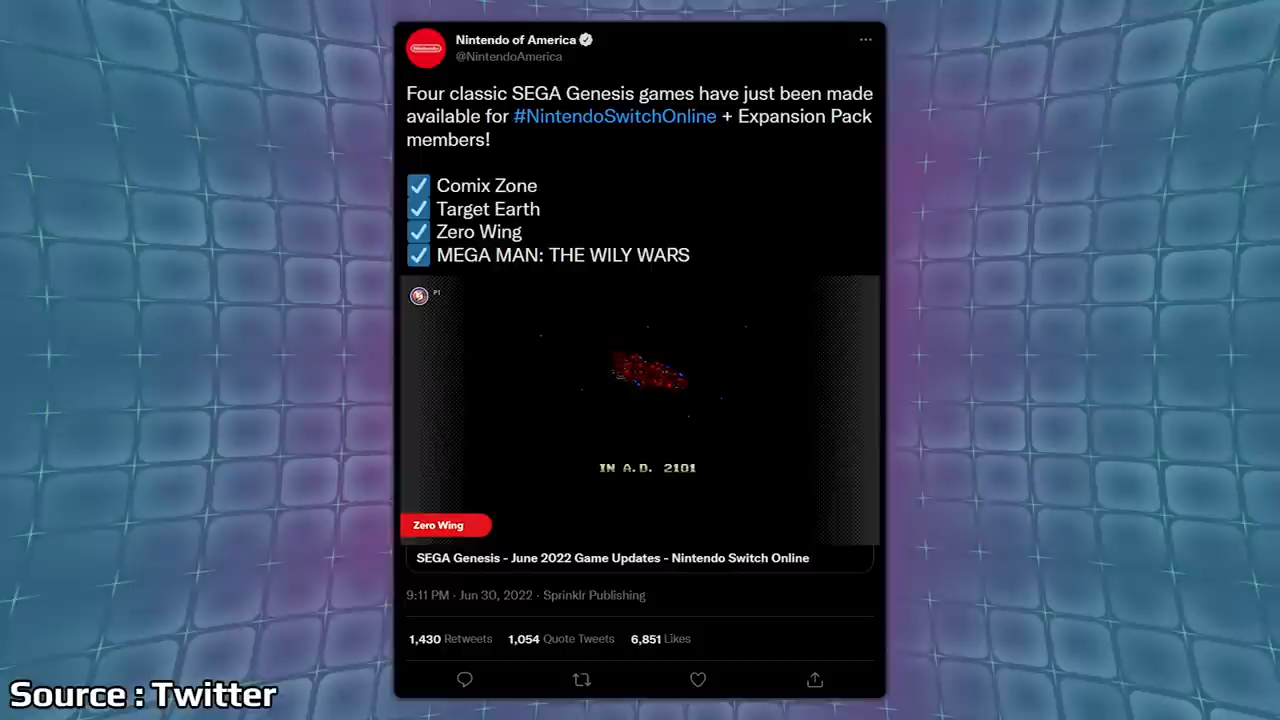 Nintendo of America
@NintendoAmerica
Nintendo
Four classic SEGA Genesis games have just been made
available for #NintendoSwitchOnline + Expansion Pack
members!
Comix Zone
Target Earth
Zero Wing
MEGA MAN: THE WILY WARS
P1
IN A.D. 2101
Zero Wing
SEGA Genesis - June 2022 Game Updates - Nintendo Switch Online
9:11 PM · Jun 30, 2022 · Sprinklr Publishing
1,430 Retweets 1,054 Quote Tweets 6,851 Likes
Source : Twitter